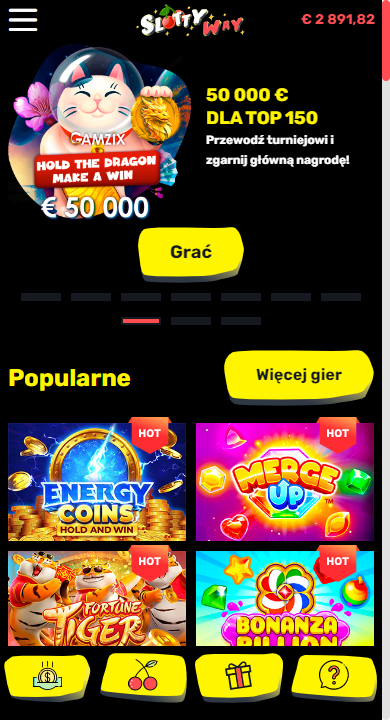 SLOTTY WAY
€ 2 891,82
GAMZIX
HOLD THE DRAGON
MAKE A WIN
€ 50 000
50 000 €
DLA TOP 150
Przewodź turniejowi i
zgarnij główną nagrodę!
Grać
Popularne
Więcej gier
HOT
ENERGY
COINS
HOLD AND WIN
HOT
MERGE
UP
TM
HOT
FORTUNE
TIGER
HOT
BONANZA
BILLION
$
?